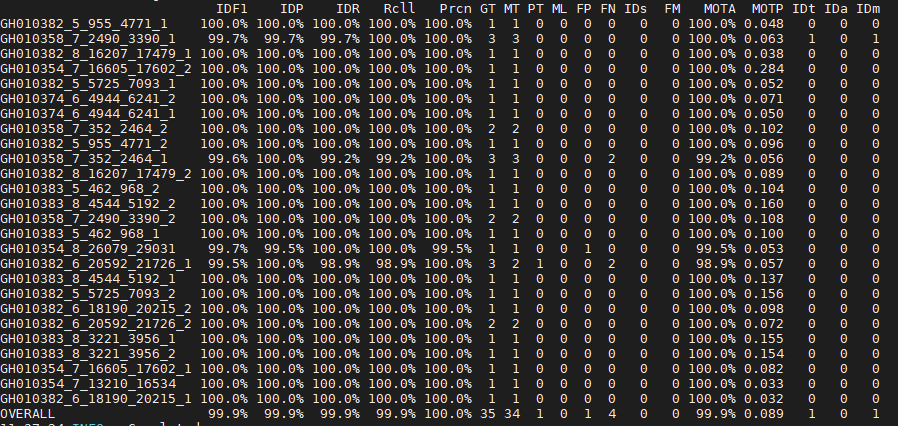 IDF1 IDP IDR Rcll Prcn GT MT PT ML FP FN IDs FM MOTA MOTP IDt IDa IDm
GH010382_5_955_4771_1 100.0% 100.0% 100.0% 100.0% 100.0% 1 1 0 0 0 0 0 0 100.0% 0.048 0 0 0
GH010358_7_2490_3390_1 99.7% 99.7% 99.7% 100.0% 100.0% 3 3 0 0 0 0 0 0 100.0% 0.063 1 0 1
GH010382_8_16207_17479_1 100.0% 100.0% 100.0% 100.0% 100.0% 1 1 0 0 0 0 0 0 100.0% 0.038 0 0 0
GH010354_7_16605_17602_2 100.0% 100.0% 100.0% 100.0% 100.0% 1 1 0 0 0 0 0 0 100.0% 0.284 0 0 0
GH010382_5_5725_7093_1 100.0% 100.0% 100.0% 100.0% 100.0% 1 1 0 0 0 0 0 0 100.0% 0.052 0 0 0
GH010374_6_4944_6241_2 100.0% 100.0% 100.0% 100.0% 100.0% 1 1 0 0 0 0 0 0 100.0% 0.071 0 0 0
GH010374_6_4944_6241_1 100.0% 100.0% 100.0% 100.0% 100.0% 1 1 0 0 0 0 0 0 100.0% 0.050 0 0 0
GH010358_7_352_2464_2 100.0% 100.0% 100.0% 100.0% 100.0% 2 2 0 0 0 0 0 0 100.0% 0.102 0 0 0
GH010382_5_955_4771_2 100.0% 100.0% 100.0% 100.0% 100.0% 1 1 0 0 0 0 0 0 100.0% 0.096 0 0 0
GH010358_7_352_2464_1 99.6% 100.0% 99.2% 99.2% 100.0% 3 3 0 0 0 2 0 0 99.2% 0.056 0 0 0
GH010382_8_16207_17479_2 100.0% 100.0% 100.0% 100.0% 100.0% 1 1 0 0 0 0 0 0 100.0% 0.089 0 0 0
GH010383_5_462_968_2 100.0% 100.0% 100.0% 100.0% 100.0% 1 1 0 0 0 0 0 0 100.0% 0.104 0 0 0
GH010383_8_4544_5192_2 100.0% 100.0% 100.0% 100.0% 100.0% 1 1 0 0 0 0 0 0 100.0% 0.160 0 0 0
GH010358_7_2490_3390_2 100.0% 100.0% 100.0% 100.0% 100.0% 2 2 0 0 0 0 0 0 100.0% 0.108 0 0 0
GH010383_5_462_968_1 100.0% 100.0% 100.0% 100.0% 100.0% 1 1 0 0 0 0 0 0 100.0% 0.100 0 0 0
GH010354_8_26079_29031 99.7% 99.5% 100.0% 100.0% 99.5% 1 1 0 0 1 0 0 0 99.5% 0.053 0 0 0
GH010382_6_20592_21726_1 99.5% 100.0% 98.9% 98.9% 100.0% 3 2 1 0 0 2 0 0 98.9% 0.057 0 0 0
GH010383_8_4544_5192_1 100.0% 100.0% 100.0% 100.0% 100.0% 1 1 0 0 0 0 0 0 100.0% 0.137 0 0 0
GH010382_5_5725_7093_2 100.0% 100.0% 100.0% 100.0% 100.0% 1 1 0 0 0 0 0 0 100.0% 0.156 0 0 0
GH010382_6_18190_20215_2 100.0% 100.0% 100.0% 100.0% 100.0% 1 1 0 0 0 0 0 0 100.0% 0.098 0 0 0
GH010382_6_20592_21726_2 100.0% 100.0% 100.0% 100.0% 100.0% 2 2 0 0 0 0 0 0 100.0% 0.072 0 0 0
GH010383_8_3221_3956_1 100.0% 100.0% 100.0% 100.0% 100.0% 1 1 0 0 0 0 0 0 100.0% 0.155 0 0 0
GH010383_8_3221_3956_2 100.0% 100.0% 100.0% 100.0% 100.0% 1 1 0 0 0 0 0 0 100.0% 0.154 0 0 0
GH010354_7_16605_17602_1 100.0% 100.0% 100.0% 100.0% 100.0% 1 1 0 0 0 0 0 0 100.0% 0.082 0 0 0
GH010354_7_13210_16534 100.0% 100.0% 100.0% 100.0% 100.0% 1 1 0 0 0 0 0 0 100.0% 0.033 0 0 0
GH010382_6_18190_20215_1 100.0% 100.0% 100.0% 100.0% 100.0% 1 1 0 0 0 0 0 0 100.0% 0.032 0 0 0
OVERALL 99.9% 99.9% 99.9% 99.9% 100.0% 35 34 1 0 1 4 0 0 99.9% 0.089 1 0 1